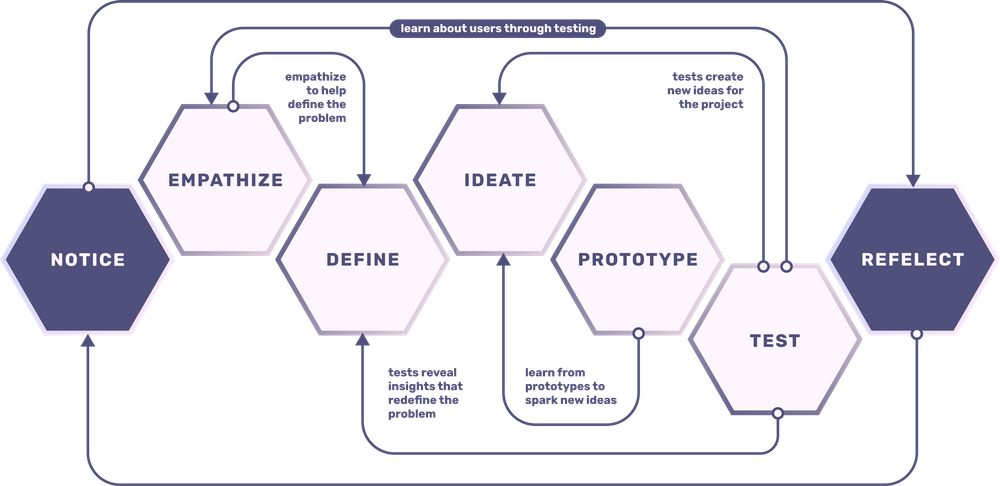 learn about users through testing
empathize
to help
define the
problem
tests create
new ideas for
the project
EMPATHIZE
IDEATE
NOTICE
DEFINE
PROTOTYPE
REFELECT
TEST
tests reveal
insights that
redefine the
problem
learn from
prototypes to
spark new ideas